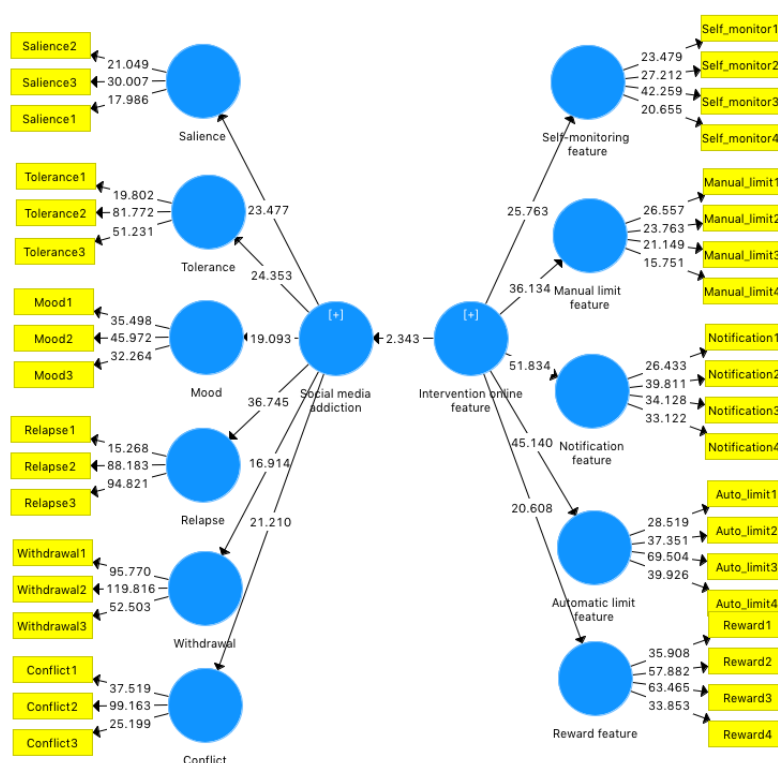 Salience2
Salience3
Salience1
21.049
30.007
17.986
Salience
Tolerance1
Tolerance2
Tolerance3
19.802
81.772
51.231
Tolerance
Mood1
Mood2
Mood3
35.498
45.972
32.264
Mood
Relapse1
Relapse2
Relapse3
15.268
88.183
94.821
Relapse
Withdrawal1
Withdrawal2
Withdrawal3
95.770
119.816
52.503
Withdrawal
Conflict1
Conflict2
Conflict3
37.519
99.163
25.199
Conflict
23.477
24.353
19.093
36.745
16.914
21.210
[+]
Social media
addiction
2.343
[+]
Intervention online
feature
25.763
36.134
51.834
45.140
20.608
Self-monitoring
feature
23.479
27.212
42.259
20.655
Self_monitor1
Self_monitor2
Self_monitor3
Self_monitor4
Manual limit
feature
26.557
23.763
21.149
15.751
Manual_limit1
Manual_limit2
Manual_limit3
Manual_limit4
Notification
feature
26.433
39.811
34.128
33.122
Notification1
Notification2
Notification3
Notification4
Automatic limit
feature
28.519
37.351
69.504
39.926
Auto_limit1
Auto_limit2
Auto_limit3
Auto_limit4
Reward feature
35.908
57.882
63.465
33.853
Reward1
Reward2
Reward3
Reward4